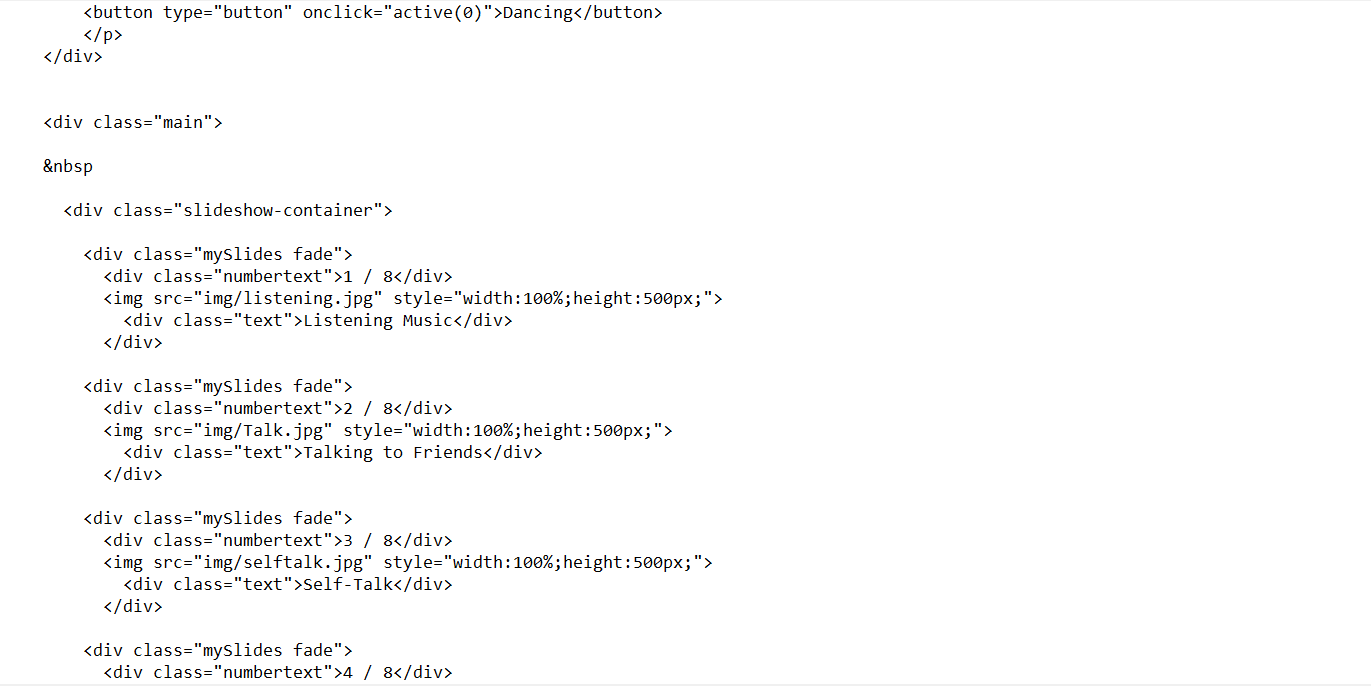 <button type="button" onclick="active(0)">Dancing</button>
</p>
</div>
<div class="main">
&nbsp
<div class="slideshow-container">
<div class="mySlides fade">
<div class="numbertext">1 / 8</div>
<img src="img/listening.jpg" style="width:100%;height:500px;">
<div class="text">Listening Music</div>
</div>
<div class="mySlides fade">
<div class="numbertext">2 / 8</div>
<img src="img/Talk.jpg" style="width:100%;height:500px;">
<div class="text">Talking to Friends</div>
</div>
<div class="mySlides fade">
<div class="numbertext">3 / 8</div>
<img src="img/selftalk.jpg" style="width:100%;height:500px;">
<div class="text">Self-Talk</div>
</div>
<div class="mySlides fade">
<div class="numbertext">4 / 8</div>